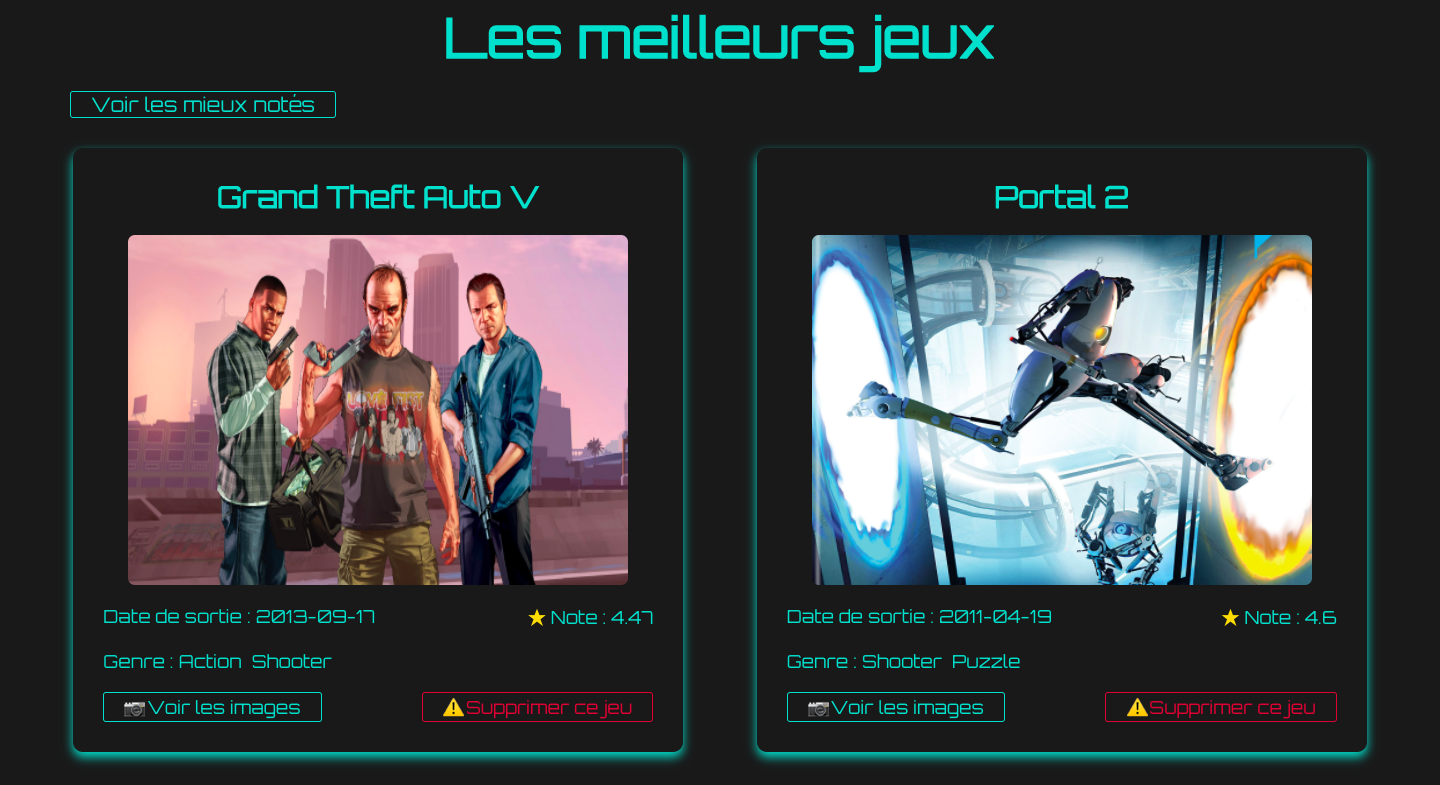 Les meilleurs jeux
Voir les mieux notés
Grand Theft Auto V
Portal 2
Date de sortie : 2013-09-17
Note : 4.47
Genre : Action Shooter
Voir les images
Supprimer ce jeu
Date de sortie : 2011-04-19
Note : 4.6
Genre : Shooter Puzzle
Voir les images
Supprimer ce jeu